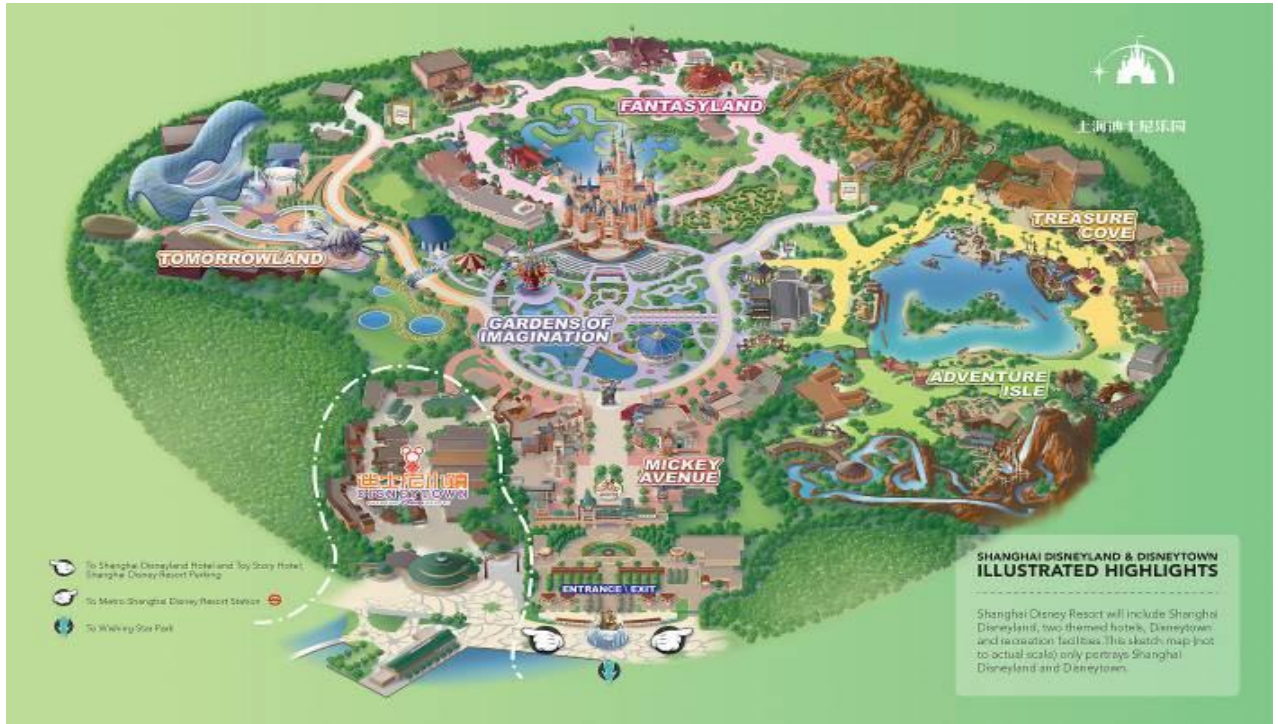 上海迪士尼乐园
FANTASYLAND
TREASURE
COVE
TOMORROWLAND
GARDENS OF
IMAGINATION
ADVENTURE
ISLE
MICKEY
AVENUE
迪士尼小镇
DISNEYTOWN
ENTRANCE \ EXIT
To Shanghai Disneyland Hotel and Toy Story Hotel,
Shanghai Disney Resort Parking
To Metro Shanghai Disney Resort Station
To Wishing Star Park
SHANGHAI DISNEYLAND & DISNEYTOWN
ILLUSTRATED HIGHLIGHTS
Shanghai Disney Resort will include Shanghai
Disneyland, two themed hotels, Disneytown
and recreation facilities. This sketch map (not
to actual scale) only portrays Shanghai
Disneyland and Disneytown.